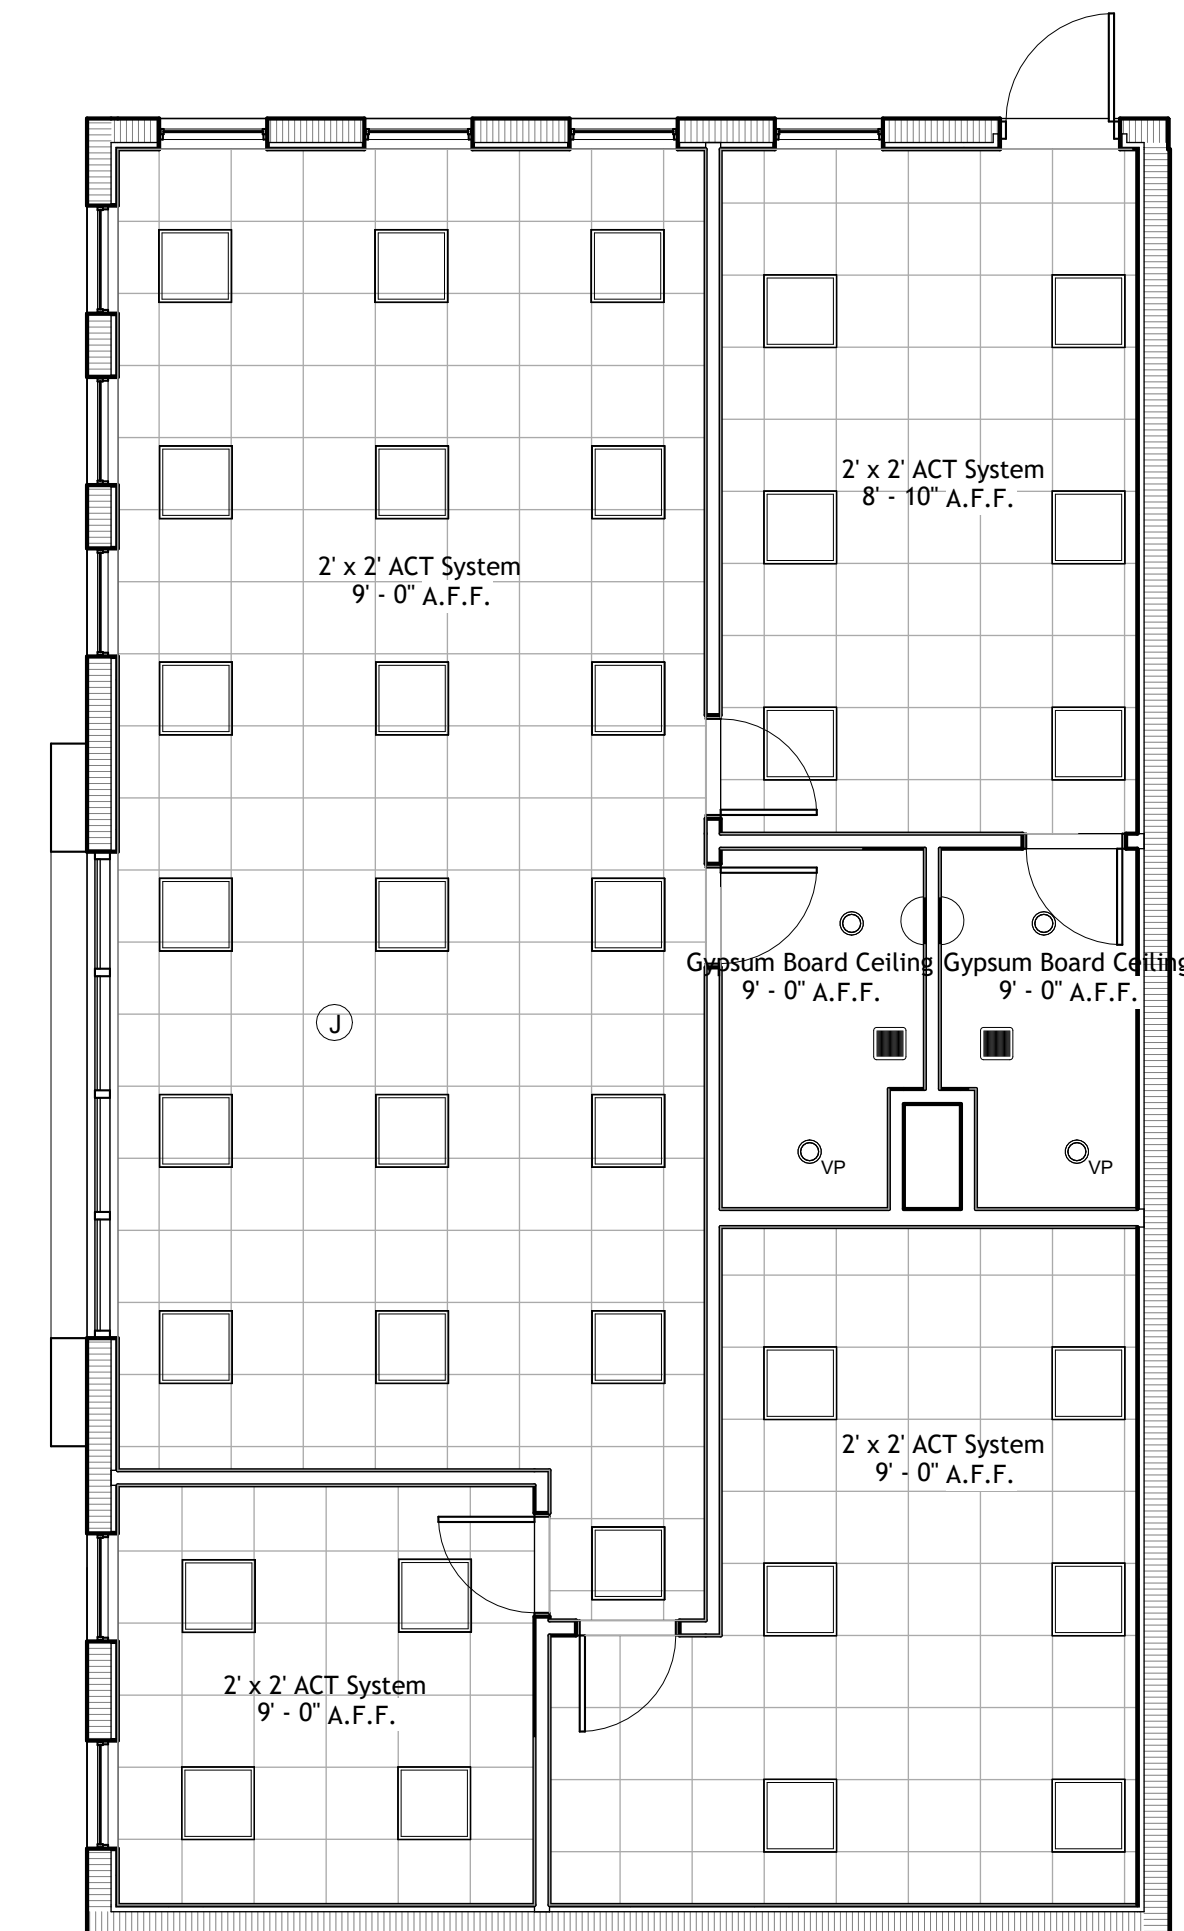 2' x 2' ACT System
8' - 10" A.F.F.
2' x 2' ACT System
9' - 0" A.F.F.
Gypsum Board Ceiling
9' - 0" A.F.F.
Gypsum Board Ceiling
9' - 0" A.F.F.
J
VP
VP
2' x 2' ACT System
9' - 0" A.F.F.
2' x 2' ACT System
9' - 0" A.F.F.